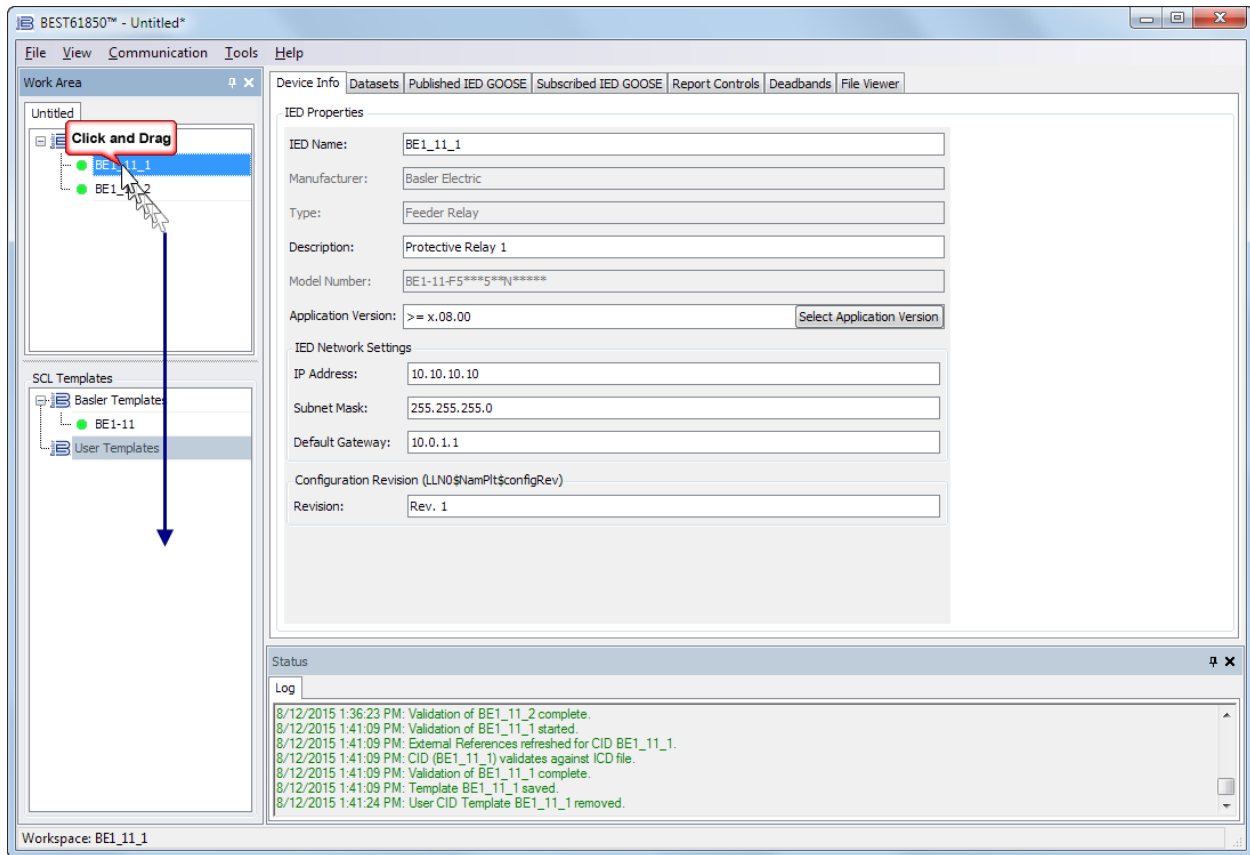 BEST61850™ - Untitled*
File View Communication Tools Help
Work Area
Untitled
Click and Drag
BE1_11_1
BE1_11_2
SCL Templates
Basler Templates
BE1-11
User Templates
Device Info Datasets Published IED GOOSE Subscribed IED GOOSE Report Controls Deadbands File Viewer
IED Properties
IED Name: BE1_11_1
Manufacturer: Basler Electric
Type: Feeder Relay
Description: Protective Relay 1
Model Number: BE1-11-F5***5**N*****
Application Version: >= x.08.00 Select Application Version
IED Network Settings
IP Address: 10.10.10.10
Subnet Mask: 255.255.255.0
Default Gateway: 10.0.1.1
Configuration Revision (LLN0$NamPlt$configRev)
Revision: Rev. 1
Status
Log
8/12/2015 1:36:23 PM: Validation of BE1_11_2 complete.
8/12/2015 1:41:09 PM: Validation of BE1_11_1 started.
8/12/2015 1:41:09 PM: External References refreshed for CID BE1_11_1.
8/12/2015 1:41:09 PM: CID (BE1_11_1) validates against ICD file.
8/12/2015 1:41:09 PM: Validation of BE1_11_1 complete.
8/12/2015 1:41:09 PM: Template BE1_11_1 saved.
8/12/2015 1:41:24 PM: User CID Template BE1_11_1 removed.
Workspace: BE1_11_1